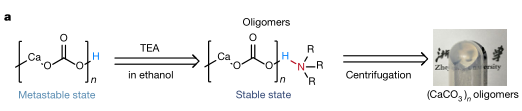 a
Oligomers
Ca O O O H n
TEA
in ethanol
Ca O O O H N R R R n
Centrifugation
Metastable state
Stable state
(CaCO₃)ₙ oligomers